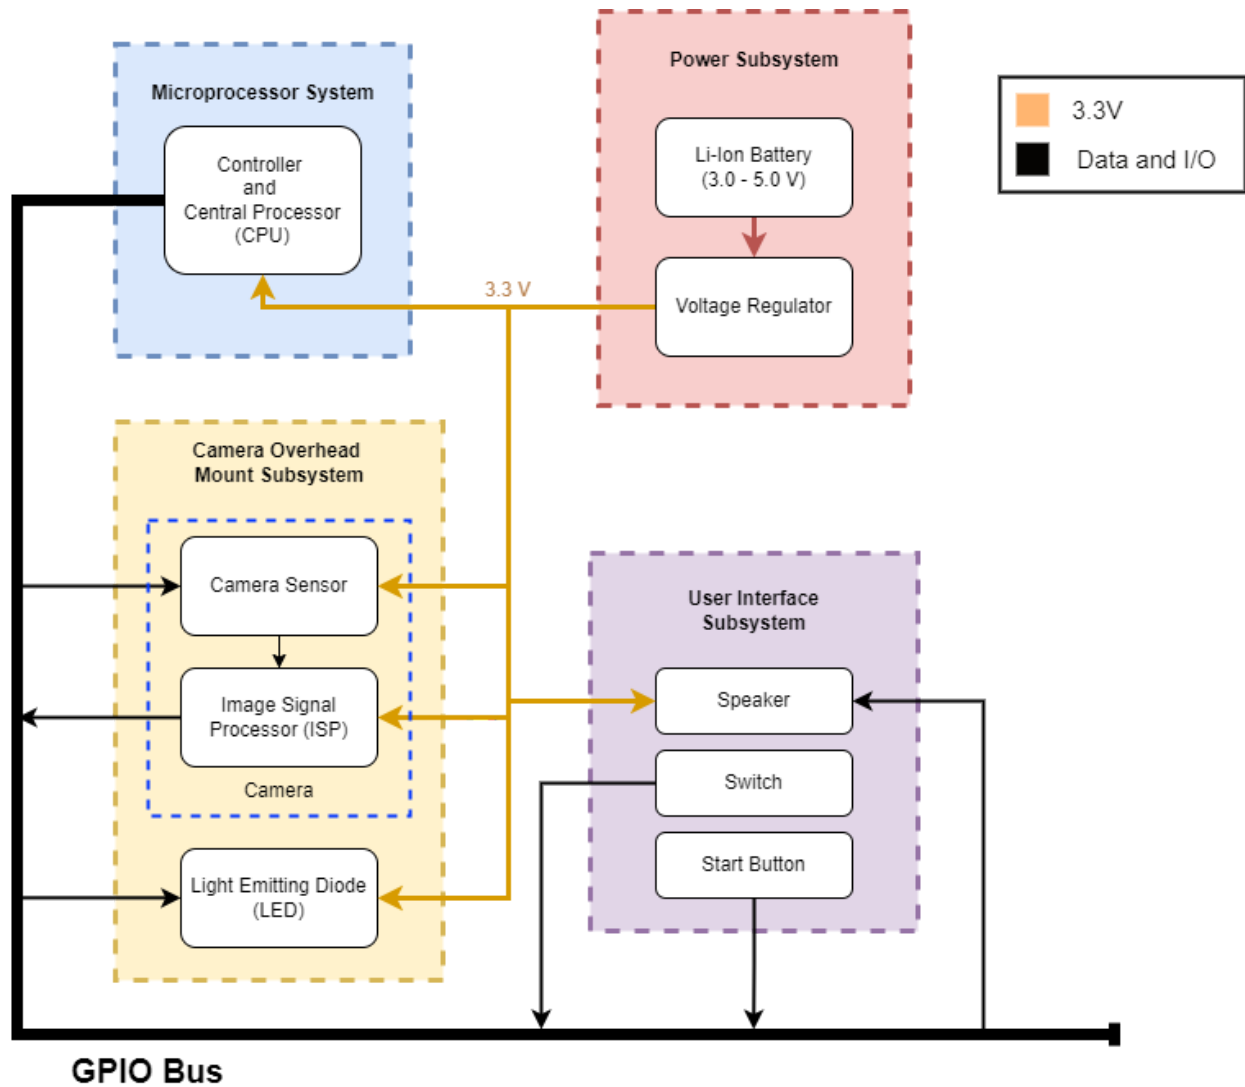 Microprocessor System
Controller
and
Central Processor
(CPU)
Power Subsystem
Li-Ion Battery
(3.0 - 5.0 V)
Voltage Regulator
3.3V
Data and I/O
3.3 V
Camera Overhead
Mount Subsystem
Camera Sensor
Image Signal
Processor (ISP)
Camera
Light Emitting Diode
(LED)
User Interface
Subsystem
Speaker
Switch
Start Button
GPIO Bus